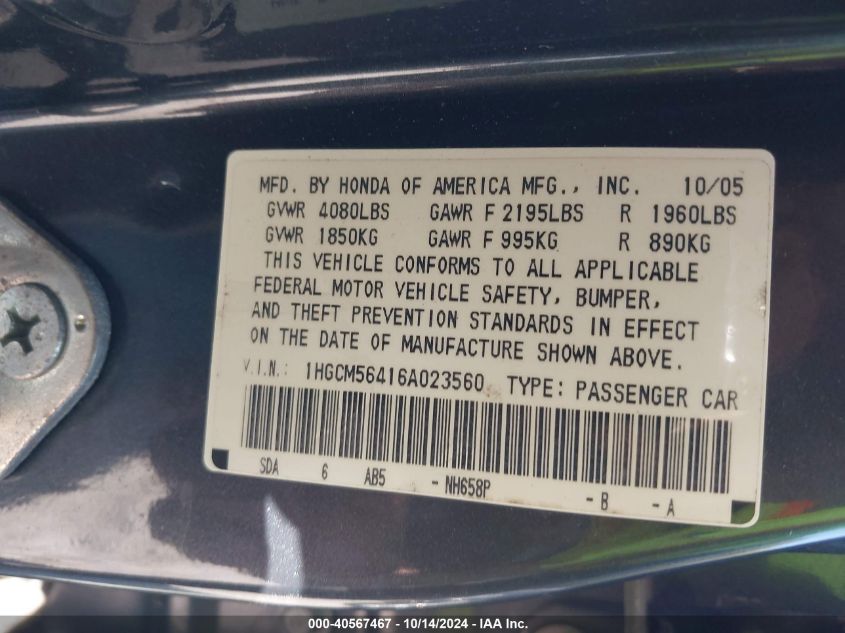 MFD. BY HONDA OF AMERICA MFG., INC. 10/05
GVWR 4080LBS GAWR F 2195LBS R 1960LBS
GVWR 1850KG GAWR F 995KG R 890KG
THIS VEHICLE CONFORMS TO ALL APPLICABLE
FEDERAL MOTOR VEHICLE SAFETY, BUMPER,
AND THEFT PREVENTION STANDARDS IN EFFECT
ON THE DATE OF MANUFACTURE SHOWN ABOVE.
V.I.N.: 1HGCM56416A023560 TYPE: PASSENGER CAR
SDA 6 AB5 - NH658P - B - A
000-40567467 - 10/14/2024 - IAA Inc.